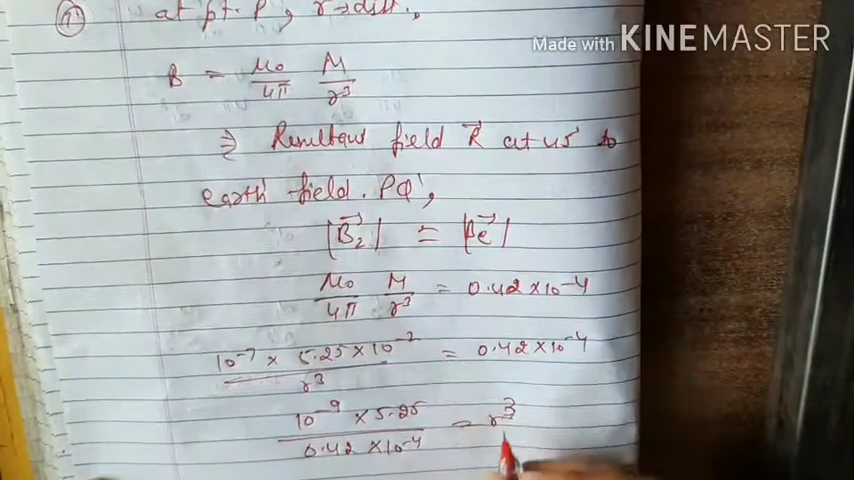 ① at pt. P, r → dist.,
Made with KINEMASTER
B = μ₀/4π M/r³
⇒ Resultant field R⃗ at 45° to
earth field. PQ',
|B⃗₂| = |B⃗e|
μ₀/4π M/r³ = 0.42 × 10⁻⁴
10⁻⁷ × 5.25 × 10⁻² / r³ = 0.42 × 10⁻⁴
10⁻⁹ × 5.25 / 0.42 × 10⁻⁴ = r³